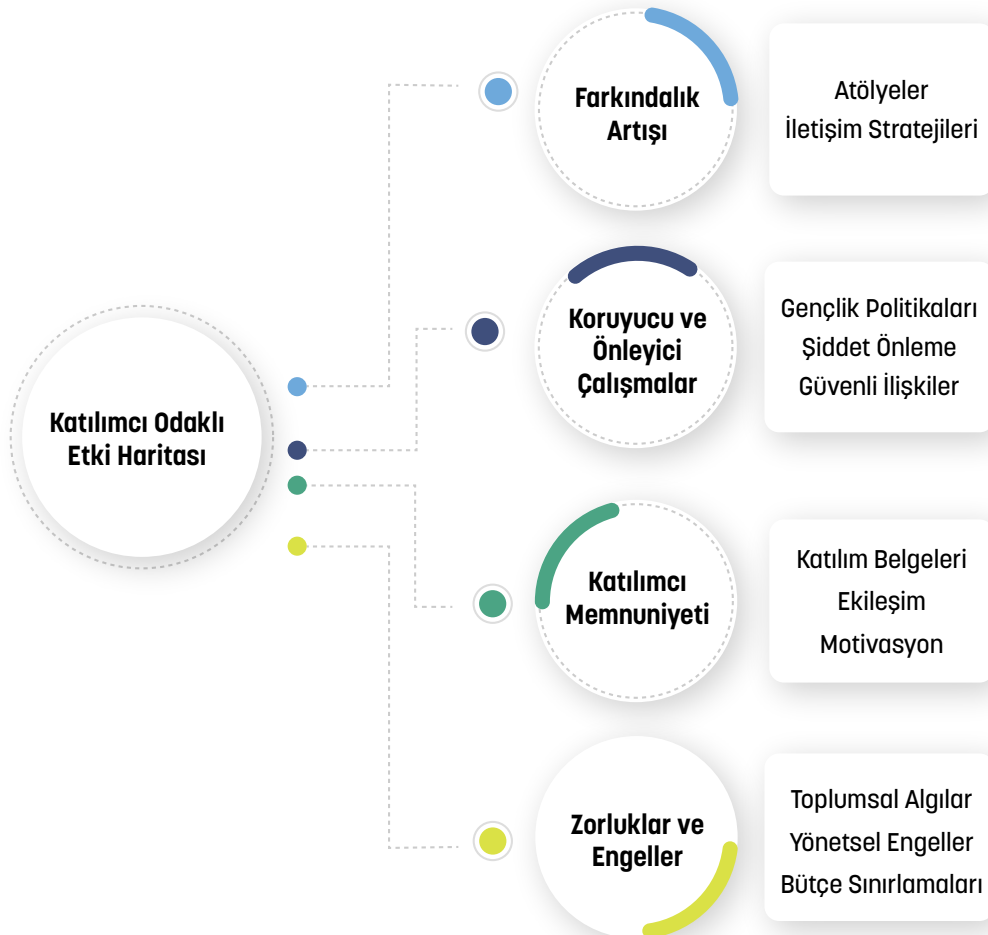 Katılımcı Odaklı
Etki Haritası
Farkındalık
Artışı
Atölyeler
İletişim Stratejileri
Koruyucu ve
Önleyici
Çalışmalar
Gençlik Politikaları
Şiddet Önleme
Güvenli İlişkiler
Katılımcı
Memnuniyeti
Katılım Belgeleri
Ekileşim
Motivasyon
Zorluklar ve
Engeller
Toplumsal Algılar
Yönetsel Engeller
Bütçe Sınırlamaları